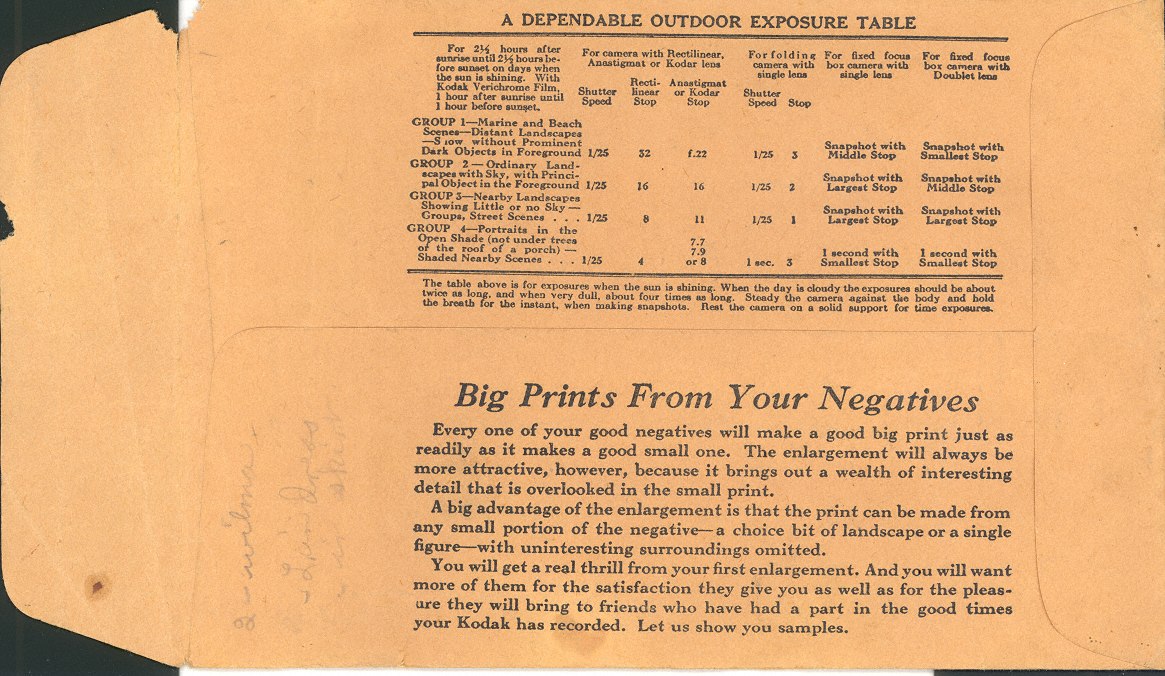 A DEPENDABLE OUTDOOR EXPOSURE TABLE
For 2½ hours after
sunrise until 2½ hours be-
fore sunset on days when
the sun is shining. With
Kodak Verichrome Film,
1 hour after sunrise until
1 hour before sunset.
For camera with Rectilinear,
Anastigmat or Kodar lens
Shutter Speed
Recti-
linear
Stop
Anastigmat
or Kodar
Stop
For folding
camera with
single lens
Shutter
Speed Stop
For fixed focus
box camera with
single lens
For fixed focus
box camera with
Doublet lens
GROUP 1—Marine and Beach
Scenes—Distant Landscapes
—Snow without Prominent
Dark Objects in Foreground 1/25 32 f.22 1/25 3 Snapshot with Middle Stop Snapshot with Smallest Stop
GROUP 2—Ordinary Land-
scapes with Sky, with Princi-
pal Object in the Foreground 1/25 16 16 1/25 2 Snapshot with Largest Stop Snapshot with Middle Stop
GROUP 3—Nearby Landscapes
Showing Little or no Sky—
Groups, Street Scenes . . . 1/25 8 11 1/25 1 Snapshot with Largest Stop Snapshot with Largest Stop
GROUP 4—Portraits in the
Open Shade (not under trees
or the roof of a porch)—
Shaded Nearby Scenes . . . 1/25 4 7.7 7.9 or 8 1 sec. 3 1 second with Smallest Stop 1 second with Smallest Stop
The table above is for exposures when the sun is shining. When the day is cloudy the exposures should be about
twice as long, and when very dull, about four times as long. Steady the camera against the body and hold
the breath for the instant, when making snapshots. Rest the camera on a solid support for time exposures.
Big Prints From Your Negatives
Every one of your good negatives will make a good big print just as
readily as it makes a good small one. The enlargement will always be
more attractive, however, because it brings out a wealth of interesting
detail that is overlooked in the small print.
A big advantage of the enlargement is that the print can be made from
any small portion of the negative—a choice bit of landscape or a single
figure—with uninteresting surroundings omitted.
You will get a real thrill from your first enlargement. And you will want
more of them for the satisfaction they give you as well as for the pleas-
ure they will bring to friends who have had a part in the good times
your Kodak has recorded. Let us show you samples.
2 - Wilma